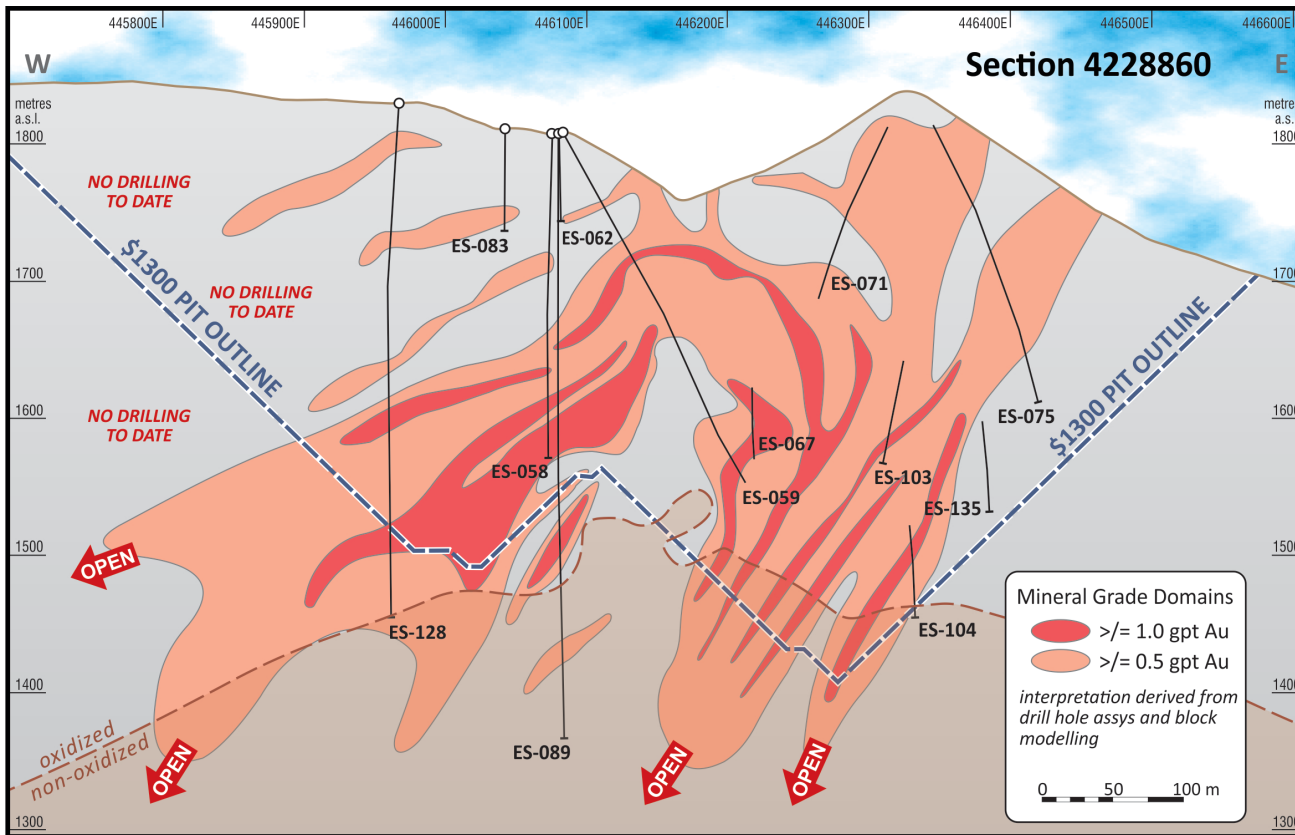 445800E 445900E 446000E 446100E 446200E 446300E 446400E 446500E 446600E
W
Section 4228860
E
metres
a.s.l.
metres
a.s.l.
1800
1800
NO DRILLING
TO DATE
ES-083
ES-062
1700
1700
NO DRILLING
TO DATE
$1300 PIT OUTLINE
ES-071
1600
1600
NO DRILLING
TO DATE
ES-075
$1300 PIT OUTLINE
ES-067
ES-058
ES-103
ES-059
ES-135
1500
1500
OPEN
ES-128
ES-104
Mineral Grade Domains
>/= 1.0 gpt Au
>/= 0.5 gpt Au
interpretation derived from
drill hole assys and block
modelling
0 50 100 m
1400
1400
oxidized
non-oxidized
ES-089
OPEN
OPEN
OPEN
1300
1300